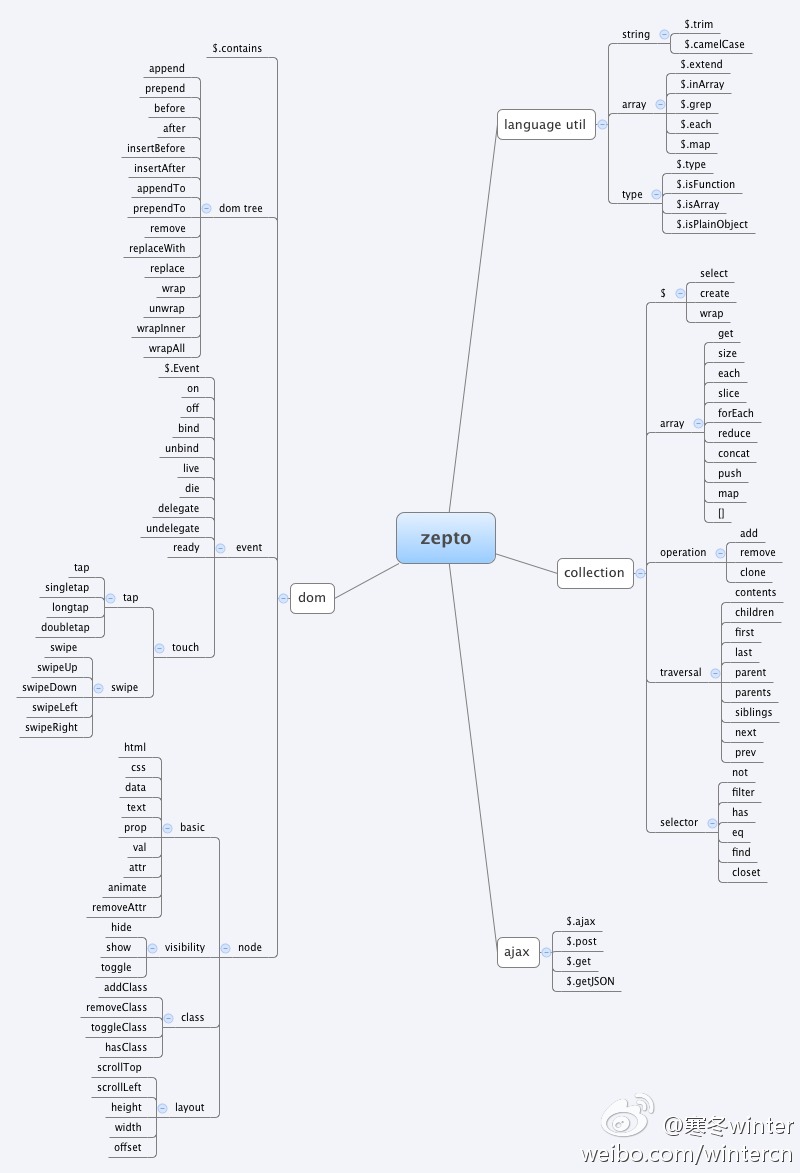 zepto
language util
string
$.trim
$.camelCase
array
$.extend
$.inArray
$.grep
$.each
$.map
type
$.type
$.isFunction
$.isArray
$.isPlainObject
collection
$
select
create
wrap
array
get
size
each
slice
forEach
reduce
concat
push
map
[]
operation
add
remove
clone
traversal
contents
children
first
last
parent
parents
siblings
next
prev
selector
not
filter
has
eq
find
closet
ajax
$.ajax
$.post
$.get
$.getJSON
dom
$.contains
dom tree
append
prepend
before
after
insertBefore
insertAfter
appendTo
prependTo
remove
replaceWith
replace
wrap
unwrap
wrapInner
wrapAll
event
$.Event
on
off
bind
unbind
live
die
delegate
undelegate
ready
touch
tap
tap
singletap
longtap
doubletap
swipe
swipe
swipeUp
swipeDown
swipeLeft
swipeRight
node
basic
html
css
data
text
prop
val
attr
animate
removeAttr
visibility
hide
show
toggle
class
addClass
removeClass
toggleClass
hasClass
layout
scrollTop
scrollLeft
height
width
offset
@寒冬winter
weibo.com/wintercn